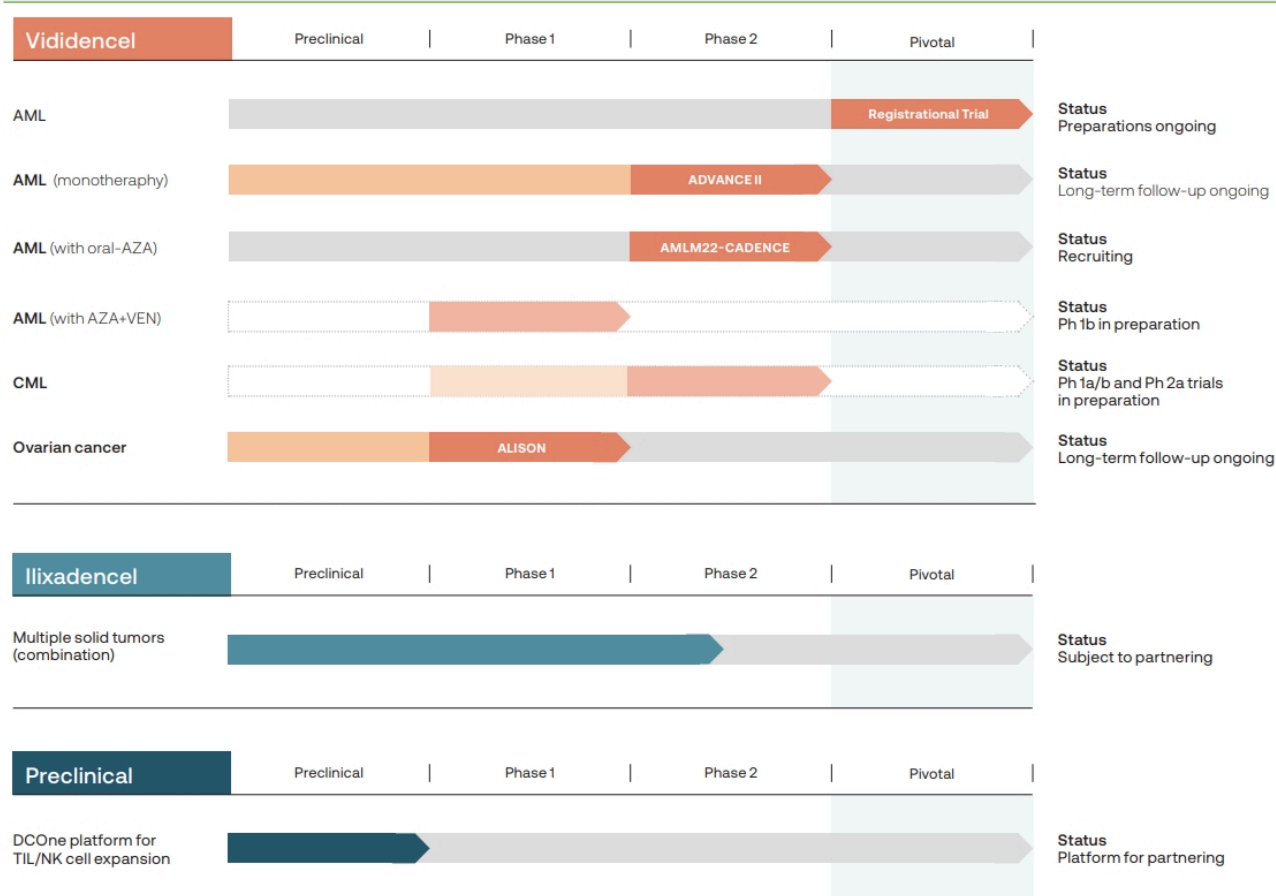 Vididencel Preclinical Phase 1 Phase 2 Pivotal
AML Registrational Trial Status
Preparations ongoing
AML (monotheraphy) ADVANCE II Status
Long-term follow-up ongoing
AML (with oral-AZA) AMLM22-CADENCE Status
Recruiting
AML (with AZA+VEN) Status
Ph 1b in preparation
CML Status
Ph 1a/b and Ph 2a trials
in preparation
Ovarian cancer ALISON Status
Long-term follow-up ongoing
Ilixadencel Preclinical Phase 1 Phase 2 Pivotal
Multiple solid tumors Status
(combination) Subject to partnering
Preclinical Preclinical Phase 1 Phase 2 Pivotal
DCOne platform for Status
TIL/NK cell expansion Platform for partnering